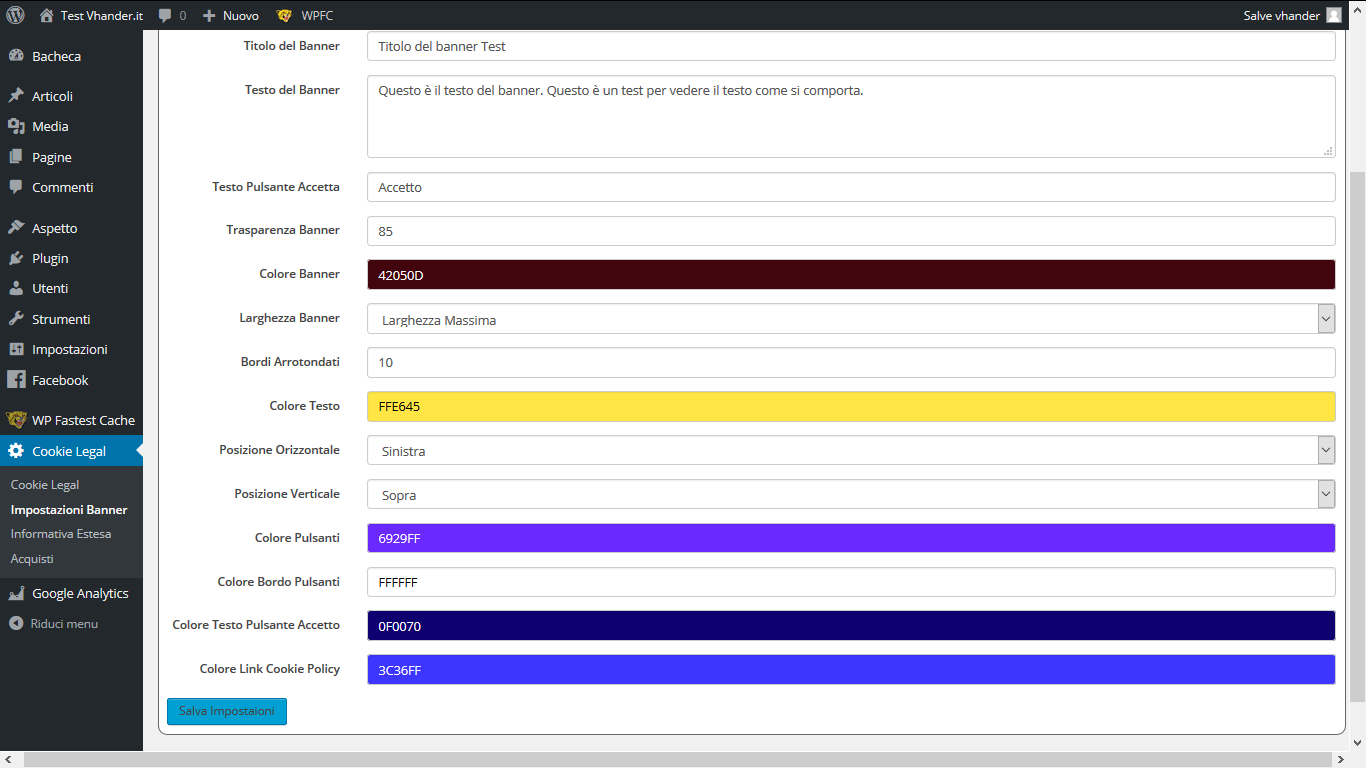 Test Vhander.it 0 Nuovo WPFC Salve vhander
Bacheca
Articoli
Media
Pagine
Commenti
Aspetto
Plugin
Utenti
Strumenti
Impostazioni
Facebook
WP Fastest Cache
Cookie Legal
Cookie Legal
Impostazioni Banner
Informativa Estesa
Acquisti
Google Analytics
Riduci menu
Titolo del Banner Titolo del banner Test
Testo del Banner Questo è il testo del banner. Questo è un test per vedere il testo come si comporta.
Testo Pulsante Accetta Accetto
Trasparenza Banner 85
Colore Banner 42050D
Larghezza Banner Larghezza Massima
Bordi Arrotondati 10
Colore Testo FFE645
Posizione Orizzontale Sinistra
Posizione Verticale Sopra
Colore Pulsanti 6929FF
Colore Bordo Pulsanti FFFFFF
Colore Testo Pulsante Accetto 0F0070
Colore Link Cookie Policy 3C36FF
Salva Impostaioni